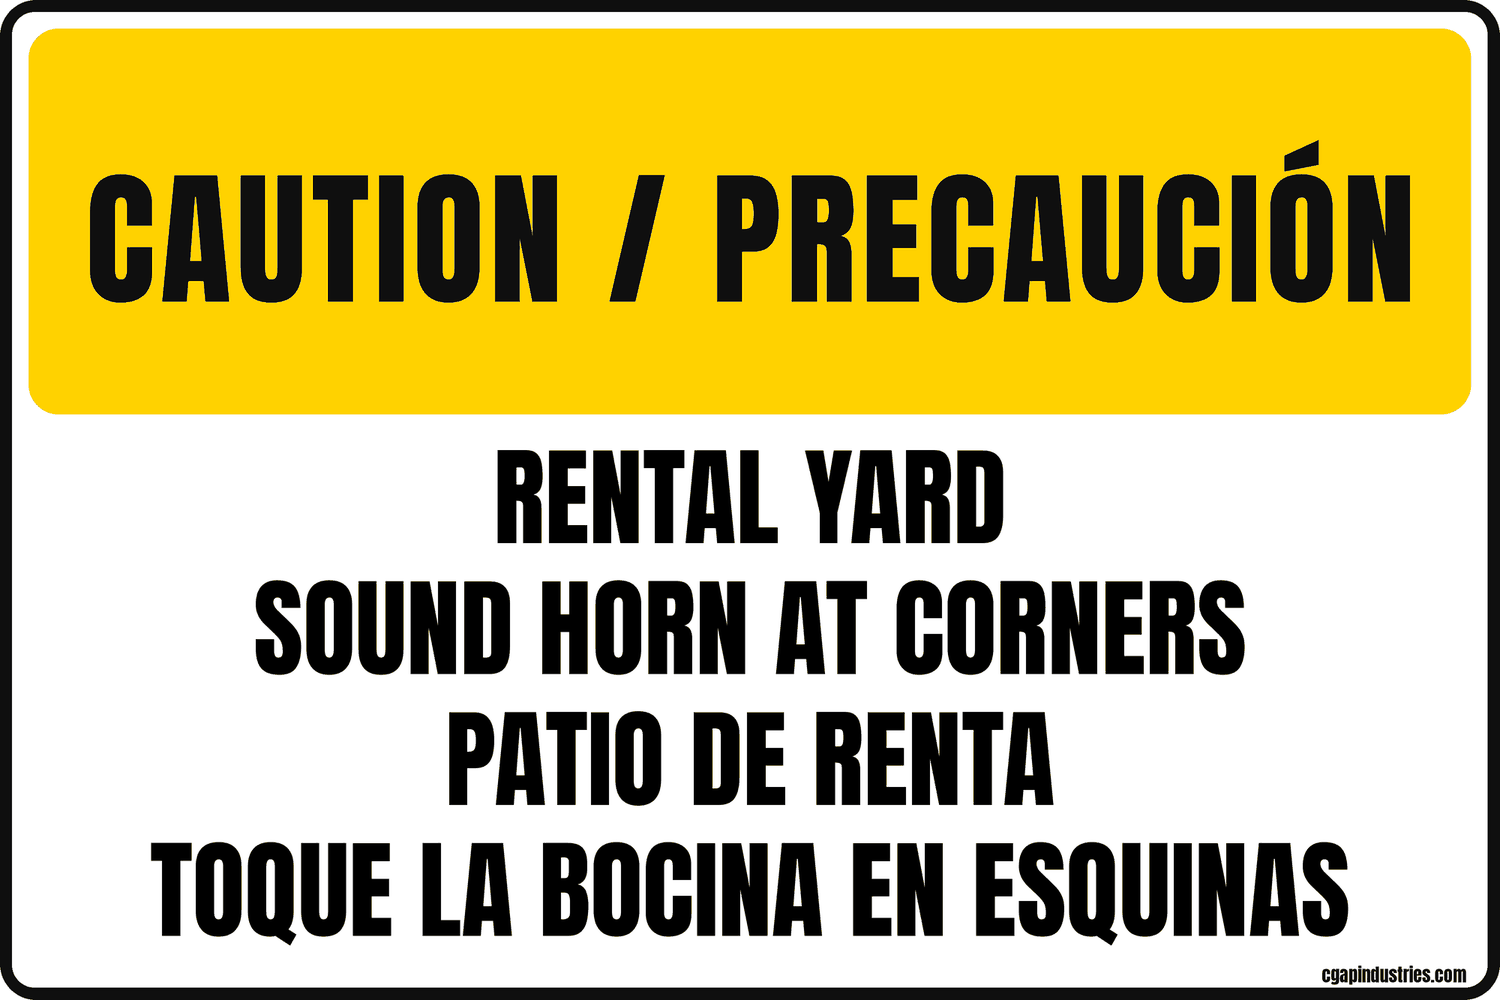 CAUTION / PRECAUCIÓN
RENTAL YARD
SOUND HORN AT CORNERS
PATIO DE RENTA
TOQUE LA BOCINA EN ESQUINAS
cgapindustries.com